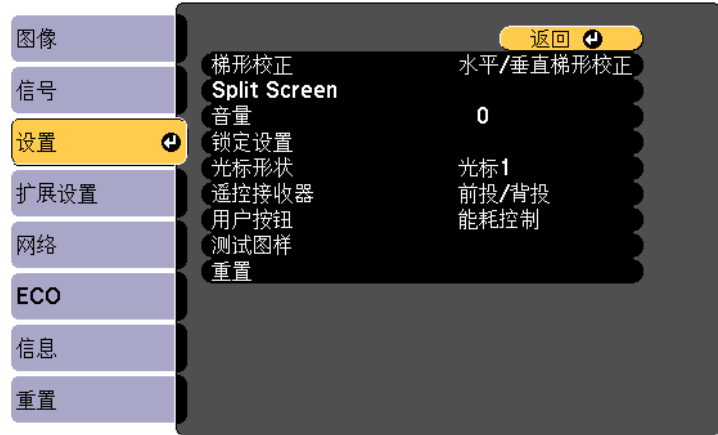 图像
信号
设置
扩展设置
网络
ECO
信息
重置
返回
梯形校正 水平/垂直梯形校正
Split Screen
音量 0
锁定设置
光标形状 光标1
遥控接收器 前投/背投
用户按钮 能耗控制
测试图样
重置